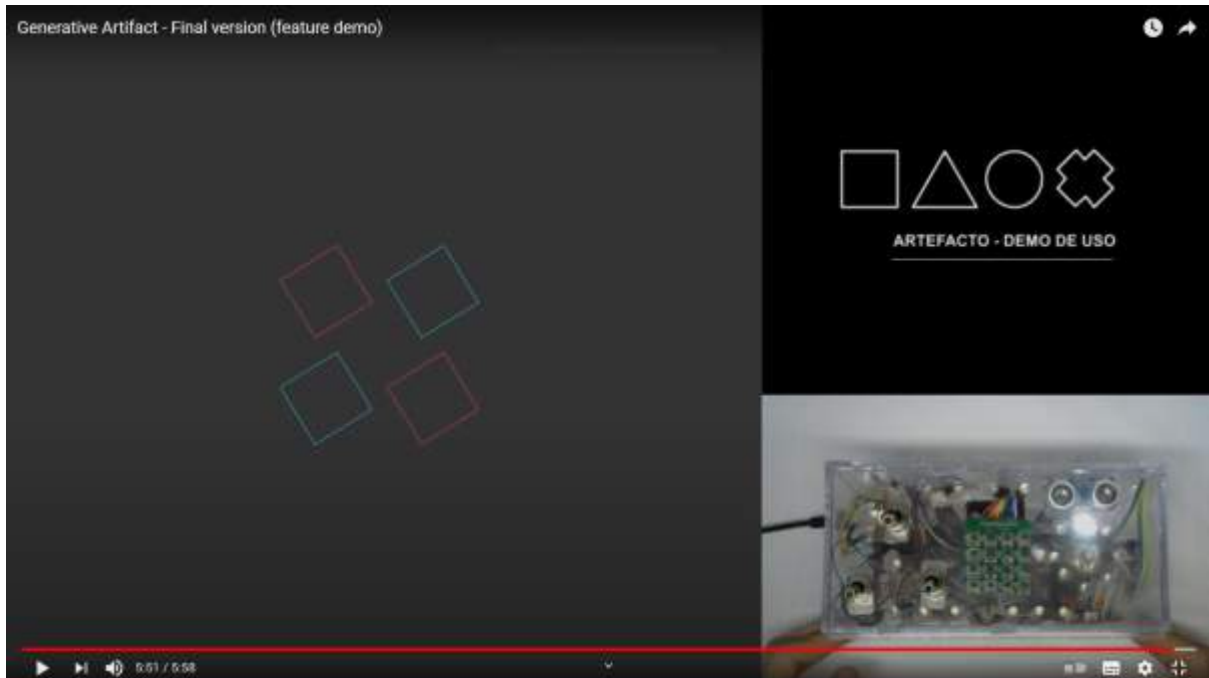 Generative Artifact - Final version (feature demo)
ARTEFACTO - DEMO DE USO
5:51 / 5:58